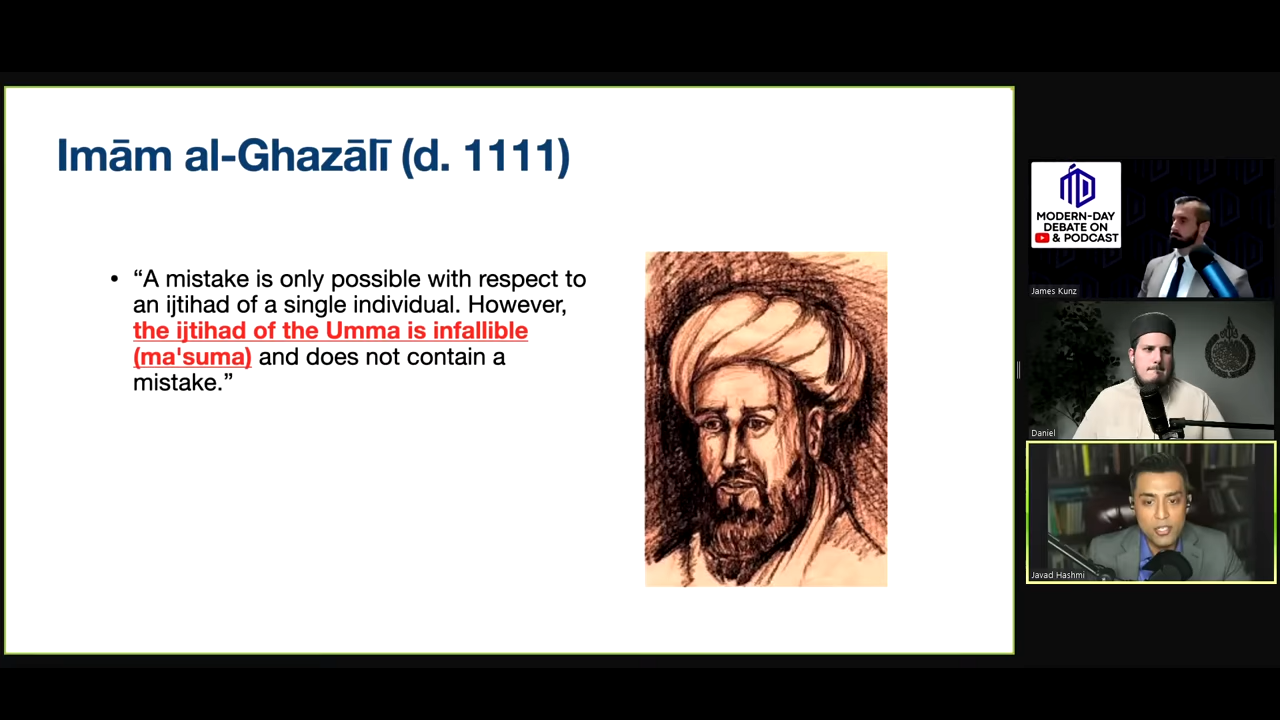 Imām al-Ghazālī (d. 1111)
• “A mistake is only possible with respect to
an ijtihad of a single individual. However,
the ijtihad of the Umma is infallible
(ma'suma) and does not contain a
mistake.”
MODERN-DAY
DEBATE ON
& PODCAST
James Kunz
Daniel
Javad Hashmi